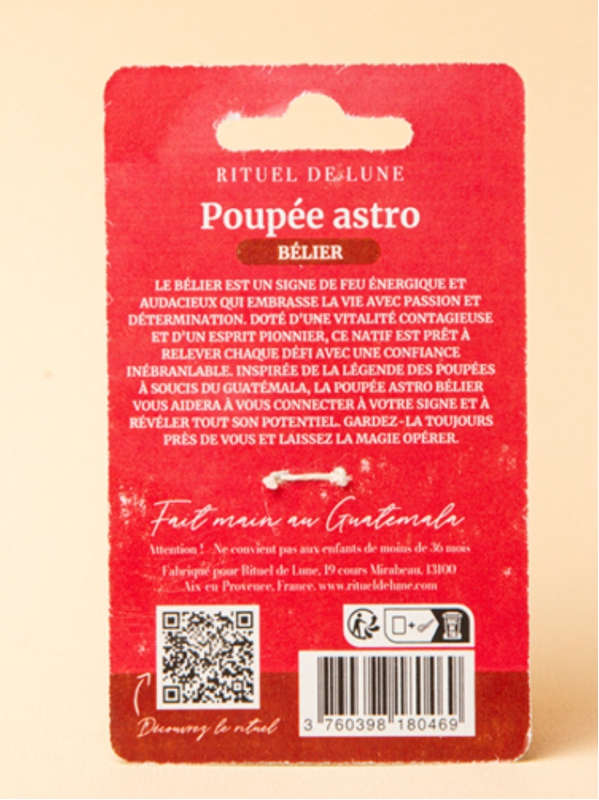 RITUEL DE LUNE
Poupée astro
BÉLIER
LE BÉLIER EST UN SIGNE DE FEU ÉNERGIQUE ET
AUDACIEUX QUI EMBRASSE LA VIE AVEC PASSION ET
DÉTERMINATION. DOTÉ D'UNE VITALITÉ CONTAGIEUSE
ET D'UN ESPRIT PIONNIER, CE NATIF EST PRÊT À
RELEVER CHAQUE DÉFI AVEC UNE CONFIANCE
INÉBRANLABLE. INSPIRÉE DE LA LÉGENDE DES POUPÉES
À SOUCIS DU GUATÉMALA, LA POUPÉE ASTRO BÉLIER
VOUS AIDERA À VOUS CONNECTER À VOTRE SIGNE ET À
RÉVÉLER TOUT SON POTENTIEL. GARDEZ-LA TOUJOURS
PRÈS DE VOUS ET LAISSEZ LA MAGIE OPÉRER.
Fait main au Guatemala
Attention ! Ne convient pas aux enfants de moins de 36 mois
Fabriqué pour Rituel de Lune, 19 cours Mirabeau, 13100
Aix-en-Provence, France. www.ritueldelune.com
Découvrez le rituel
3 760398 180469